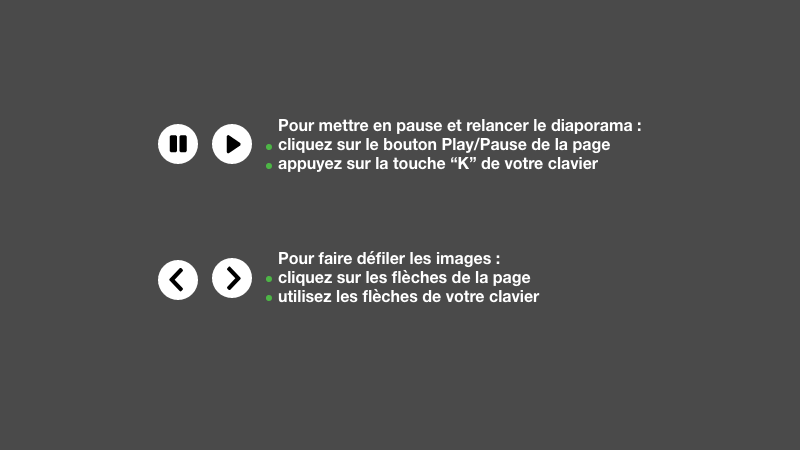 Pour mettre en pause et relancer le diaporama :
cliquez sur le bouton Play/Pause de la page
appuyez sur la touche “K” de votre clavier
Pour faire défiler les images :
cliquez sur les flèches de la page
utilisez les flèches de votre clavier